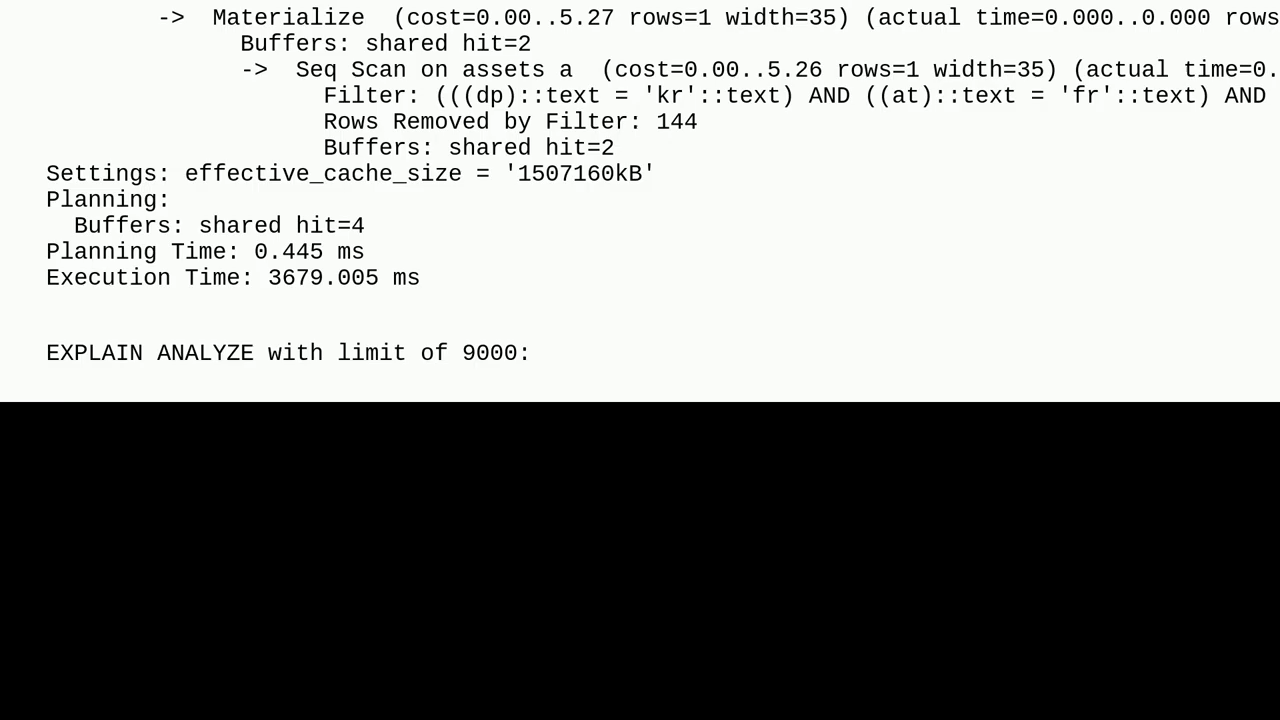 ->  Materialize  (cost=0.00..5.27 rows=1 width=35) (actual time=0.000..0.000 rows
Buffers: shared hit=2
->  Seq Scan on assets a  (cost=0.00..5.26 rows=1 width=35) (actual time=0.
Filter: (((dp)::text = 'kr'::text) AND ((at)::text = 'fr'::text) AND
Rows Removed by Filter: 144
Buffers: shared hit=2
Settings: effective_cache_size = '1507160kB'
Planning:
Buffers: shared hit=4
Planning Time: 0.445 ms
Execution Time: 3679.005 ms
EXPLAIN ANALYZE with limit of 9000: